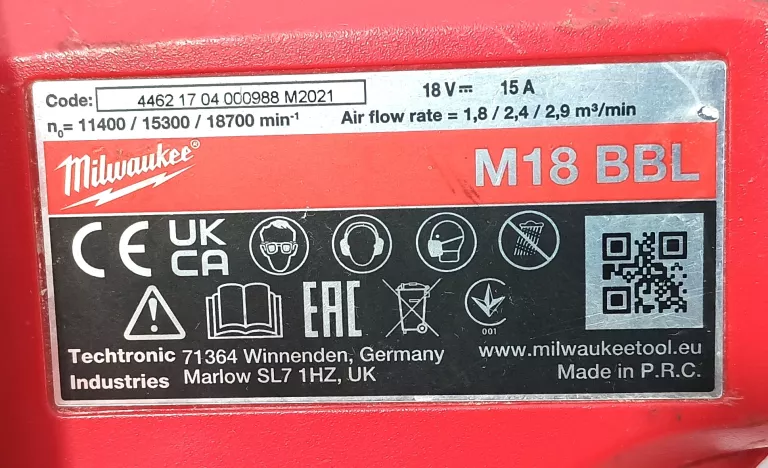 Code: 4462 17 04 000988 M2021 18 V⎓ 15 A
n₀= 11400 / 15300 / 18700 min⁻¹ Air flow rate = 1,8 / 2,4 / 2,9 m³/min
Milwaukee® M18 BBL
CE UK CA
EAC
001
Techtronic Industries 71364 Winnenden, Germany www.milwaukeetool.eu
Marlow SL7 1HZ, UK Made in P.R.C.